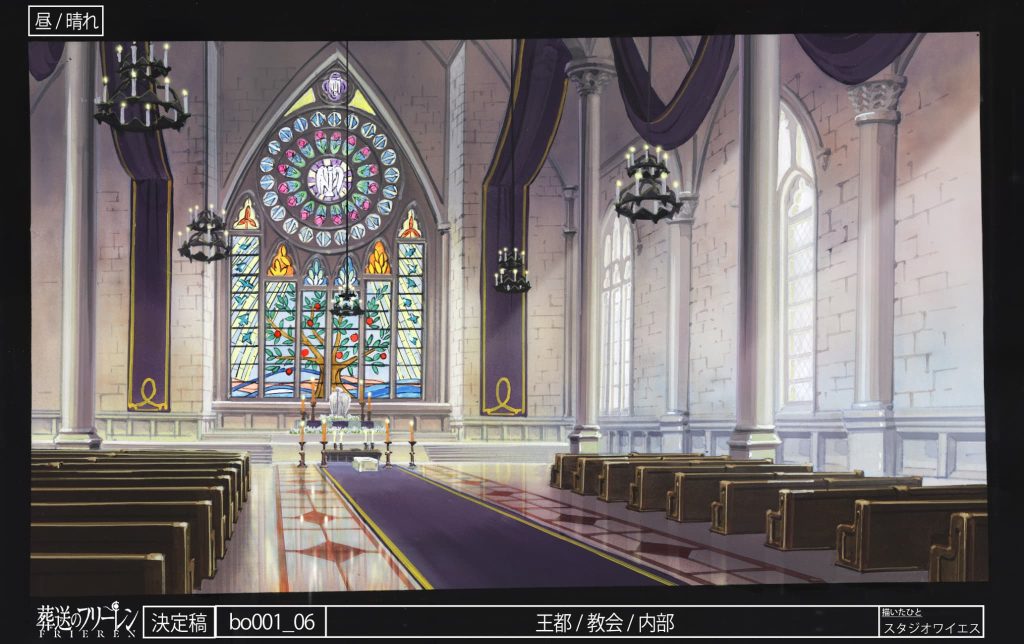 昼 / 晴れ
葬送のフリーレン
FRIEREN
決定稿
bo001_06
王都 / 教会 / 内部
描いたひと
スタジオワイエス